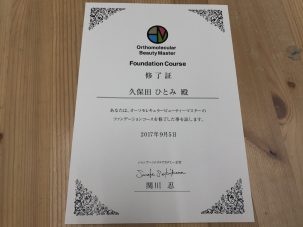 Orthomolecular
Beauty Master
Foundation Course
修了証
久保田 ひとみ 殿
あなたは、オーソモレキュラービューティーマスターの
ファンデーションコースを修了した事を証します。
2017年9月5日
関川 忍